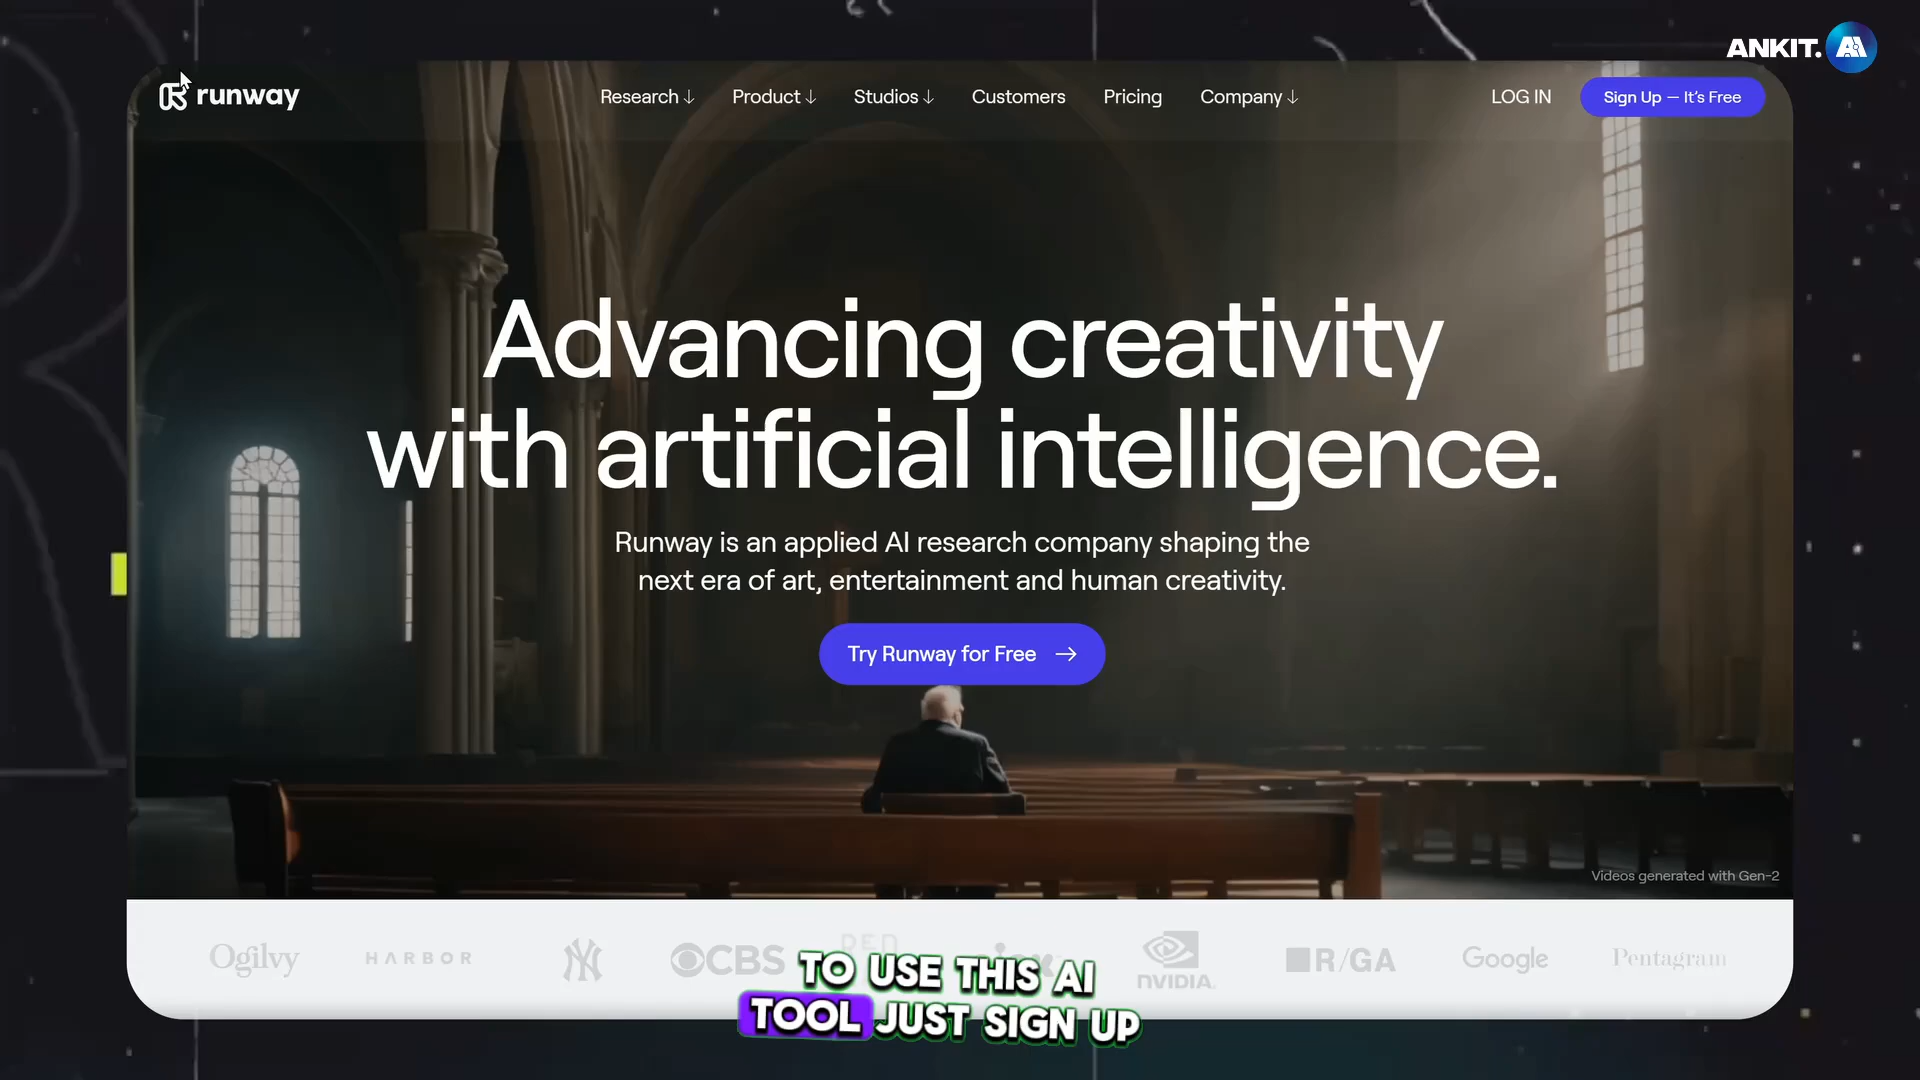 ANKIT.
runway
Research ↓ Product ↓ Studios ↓ Customers Pricing Company ↓ LOG IN Sign Up — It's Free
Advancing creativity
with artificial intelligence.
Runway is an applied AI research company shaping the
next era of art, entertainment and human creativity.
Try Runway for Free →
Videos generated with Gen-2
Ogilvy HARBOR NY CBS RED NVIDIA R/GA Google Pentagram
TO USE THIS AI
TOOL JUST SIGN UP